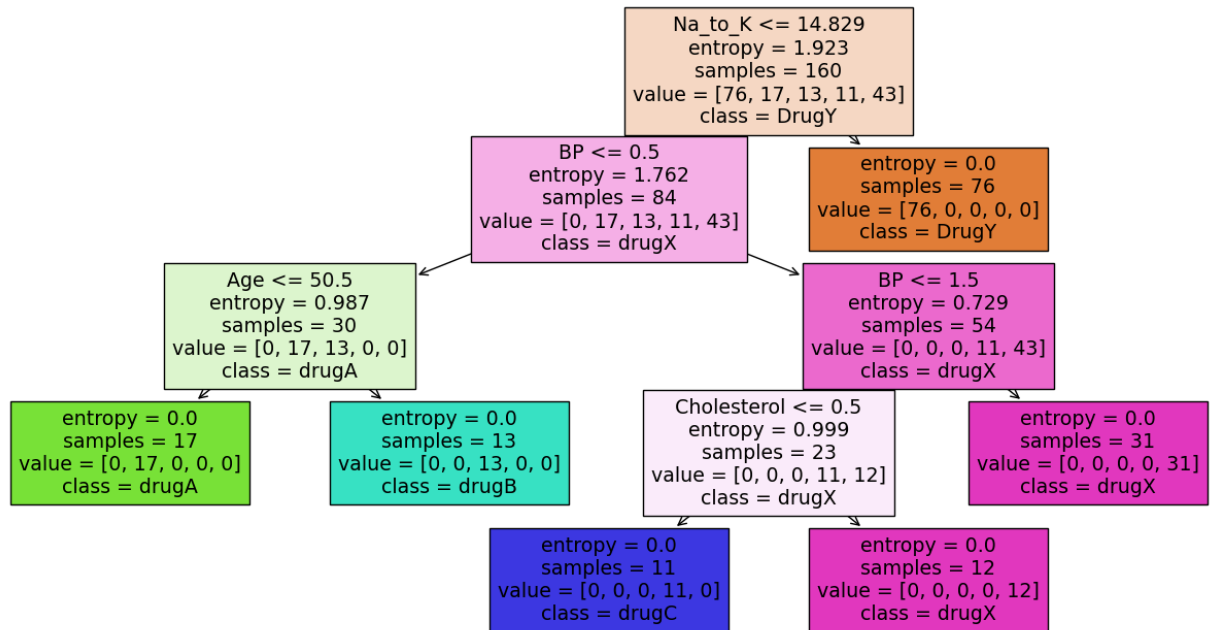 Na_to_K <= 14.829
entropy = 1.923
samples = 160
value = [76, 17, 13, 11, 43]
class = DrugY
BP <= 0.5
entropy = 1.762
samples = 84
value = [0, 17, 13, 11, 43]
class = drugX
entropy = 0.0
samples = 76
value = [76, 0, 0, 0, 0]
class = DrugY
Age <= 50.5
entropy = 0.987
samples = 30
value = [0, 17, 13, 0, 0]
class = drugA
BP <= 1.5
entropy = 0.729
samples = 54
value = [0, 0, 0, 11, 43]
class = drugX
entropy = 0.0
samples = 17
value = [0, 17, 0, 0, 0]
class = drugA
entropy = 0.0
samples = 13
value = [0, 0, 13, 0, 0]
class = drugB
Cholesterol <= 0.5
entropy = 0.999
samples = 23
value = [0, 0, 0, 11, 12]
class = drugX
entropy = 0.0
samples = 31
value = [0, 0, 0, 0, 31]
class = drugX
entropy = 0.0
samples = 11
value = [0, 0, 0, 11, 0]
class = drugC
entropy = 0.0
samples = 12
value = [0, 0, 0, 0, 12]
class = drugX